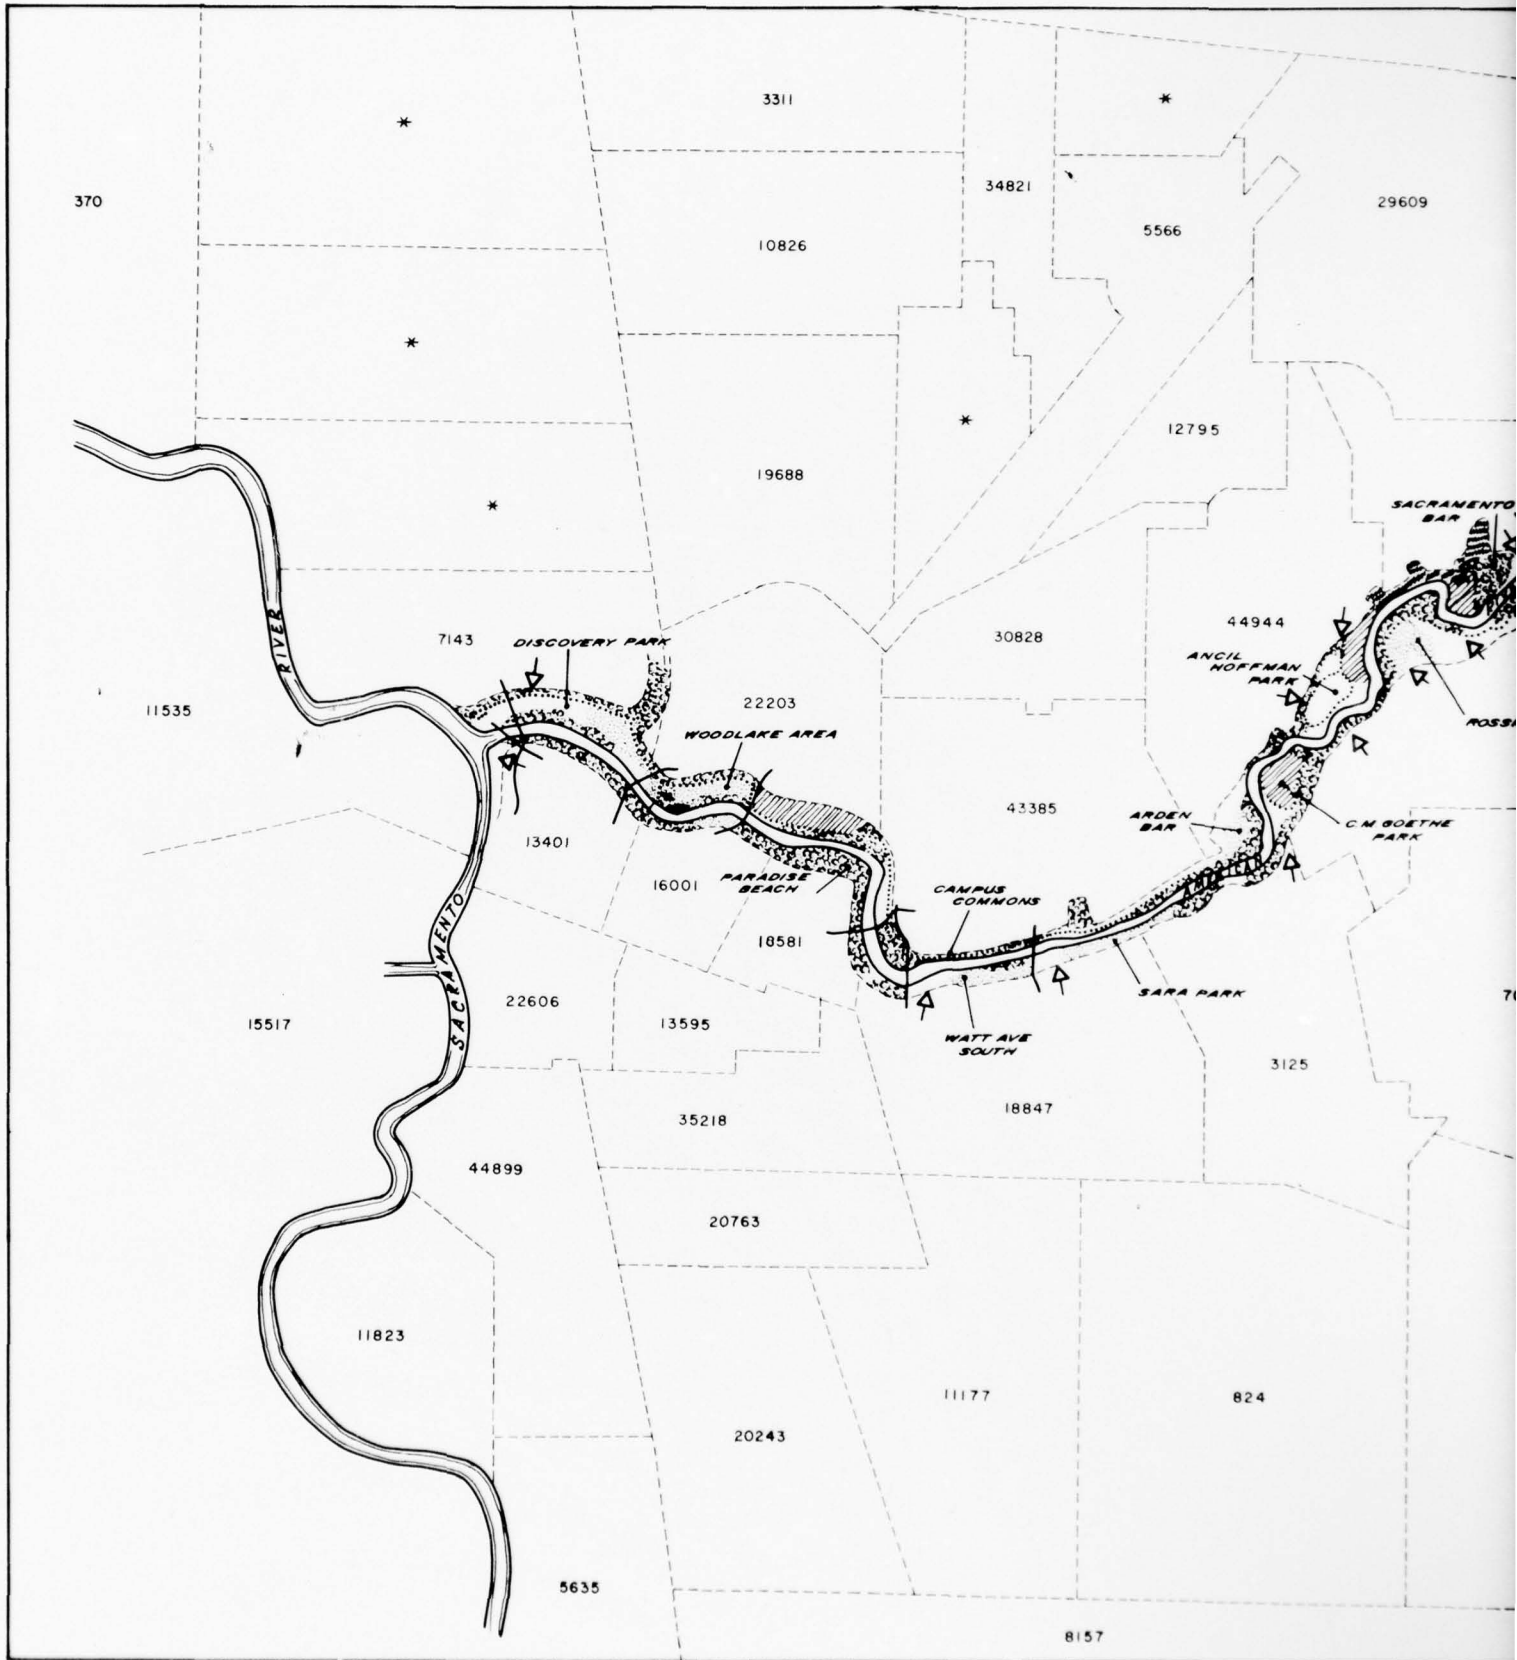 3311
*
*
34821
370
29609
5566
10826
*
*
12795
19688
*
SACRAMENTO
BAR
RIVER
7143
DISCOVERY PARK
30828
44944
ANCIL
HOFFMAN
PARK
11535
22203
WOODLAKE AREA
43385
ARDEN
BAR
C.M. GOETHE
PARK
13401
PARADISE
BEACH
16001
AMERICAN
CAMPUS
COMMONS
18581
SACRAMENTO
22606
SARA PARK
15517
13595
WATT AVE
SOUTH
3125
18847
35218
44899
20763
11823
11177
824
20243
5635
8157